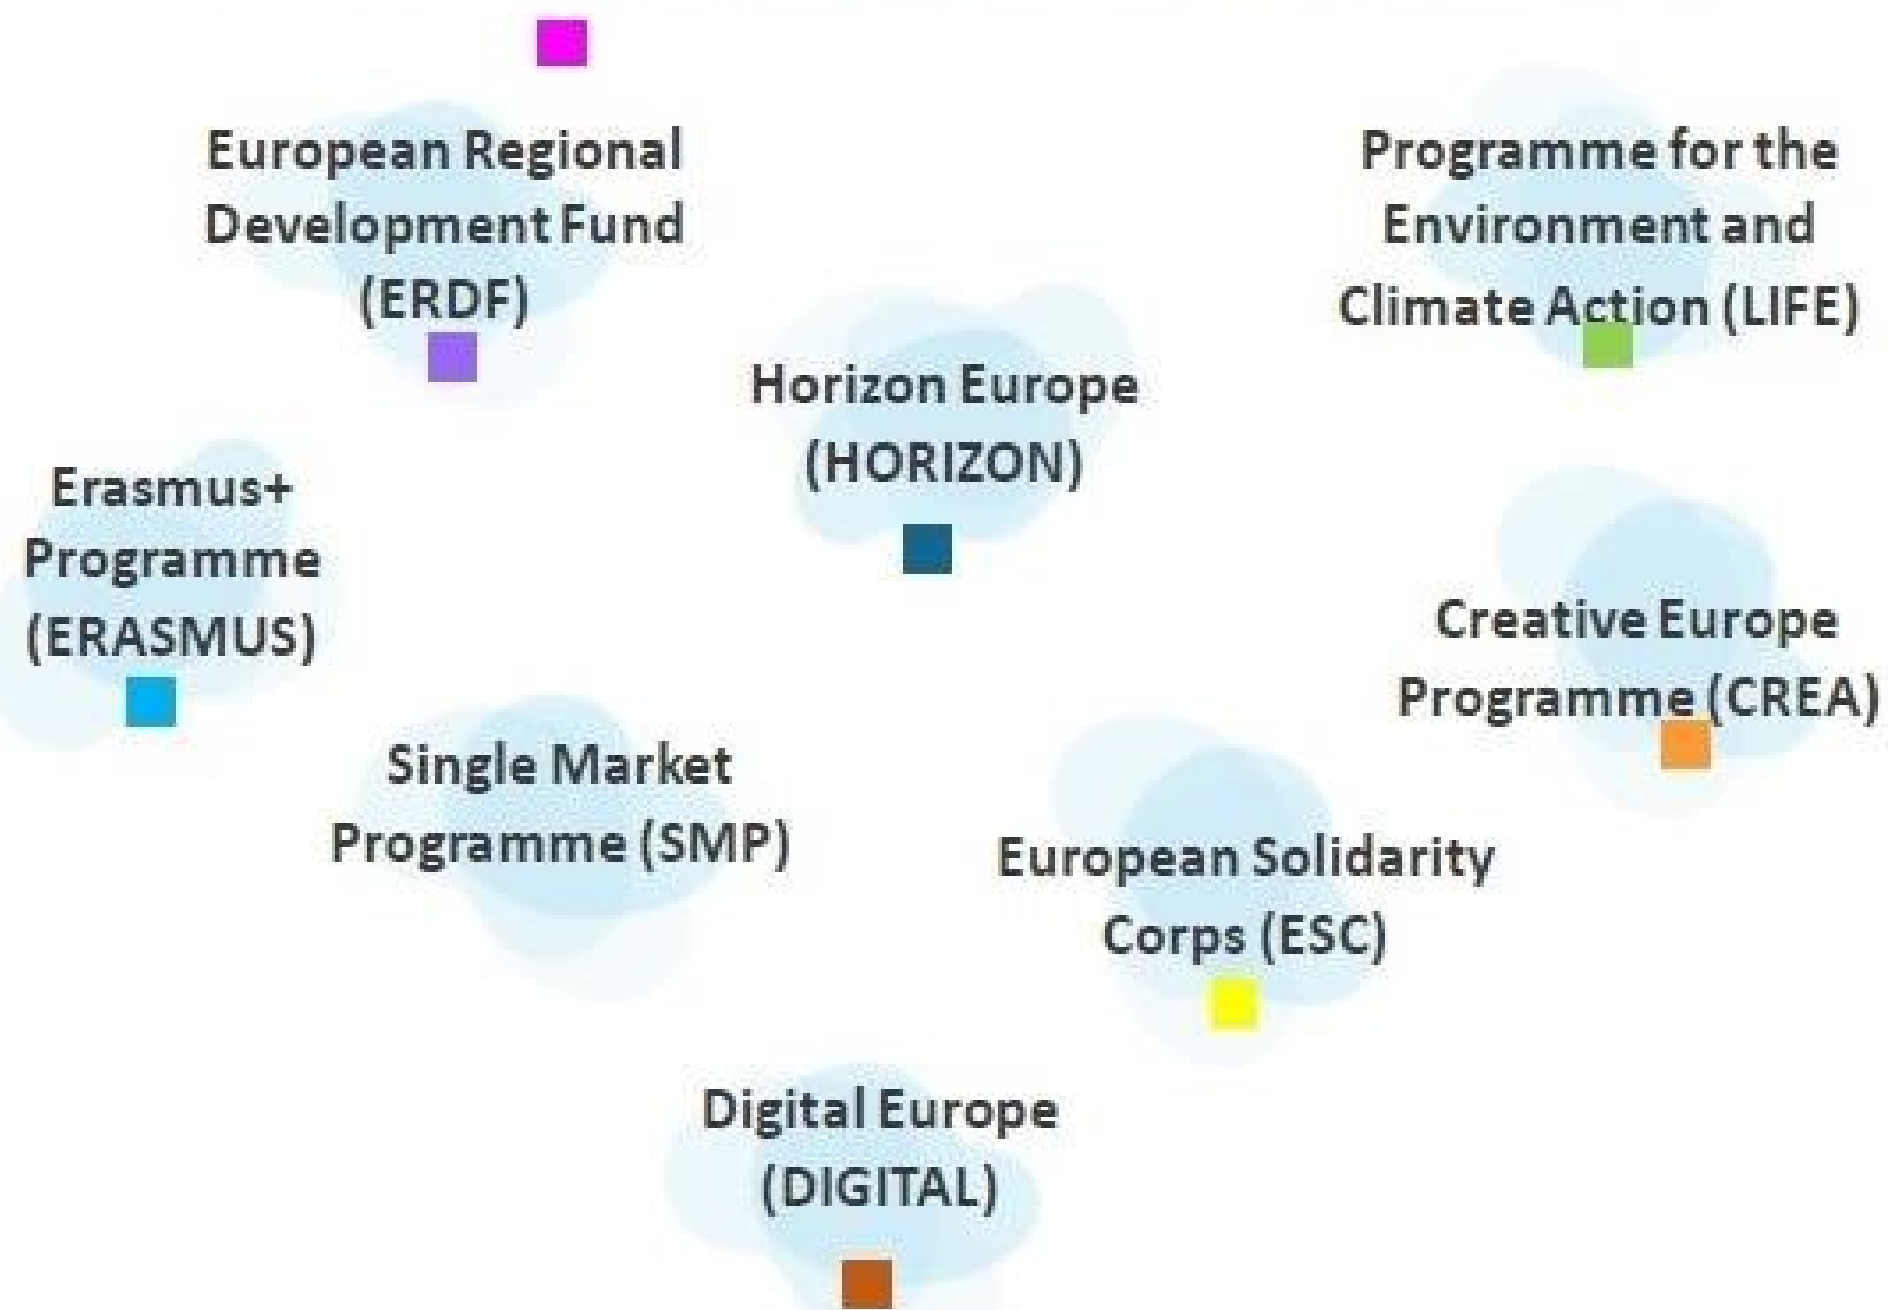 European Regional
Development Fund
(ERDF)
Programme for the
Environment and
Climate Action (LIFE)
Horizon Europe
(HORIZON)
Erasmus+
Programme
(ERASMUS)
Creative Europe
Programme (CREA)
Single Market
Programme (SMP)
European Solidarity
Corps (ESC)
Digital Europe
(DIGITAL)